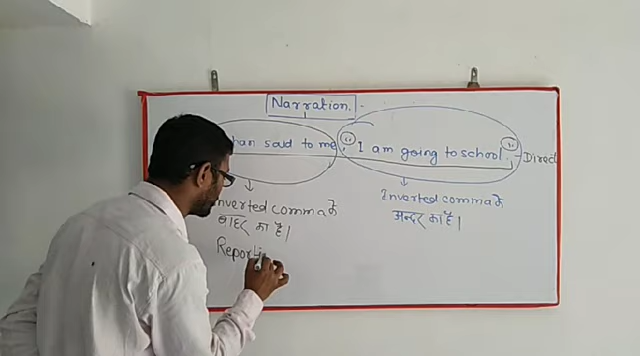 Narration.
han said to me, "I am going to school." - Direct
Inverted comma के
बाहर का है।
Inverted comma के
अन्दर का है।
Reporti